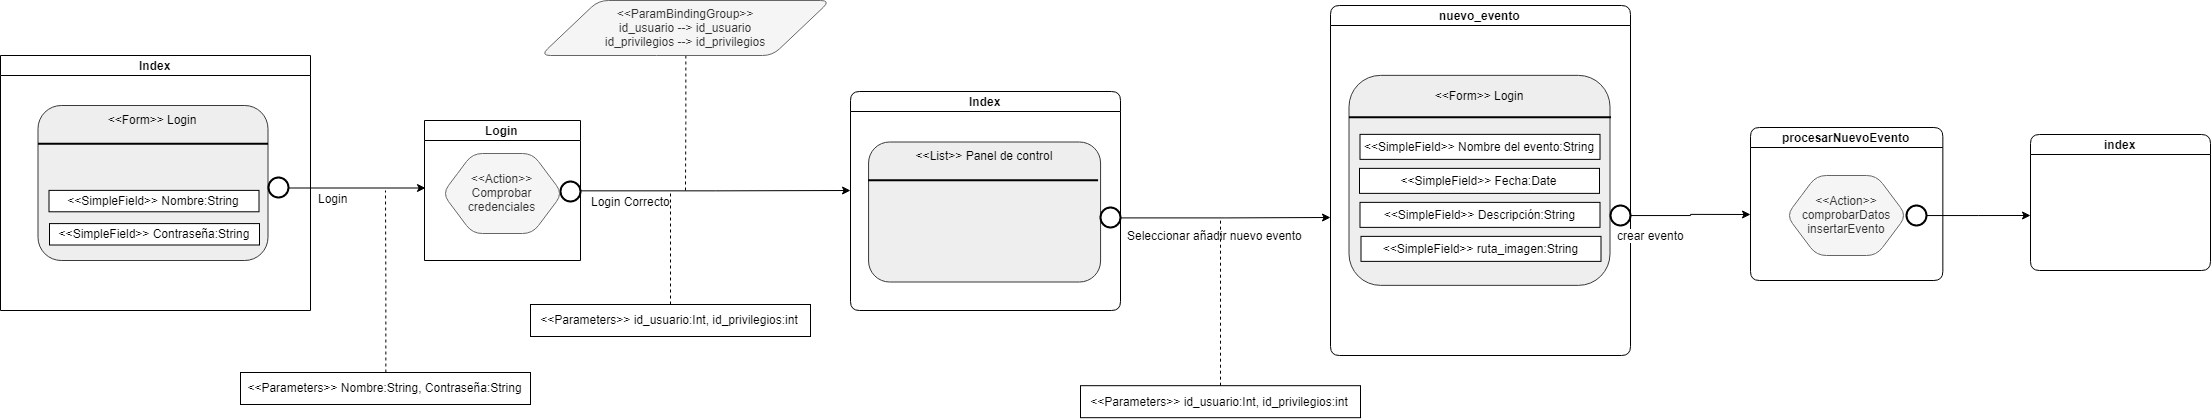 Index
<<Form>> Login
<<SimpleField>> Nombre:String
<<SimpleField>> Contraseña:String
Login
<<Parameters>> Nombre:String, Contraseña:String
Login
<<Action>>
Comprobar
credenciales
<<ParamBindingGroup>>
id_usuario --> id_usuario
id_privilegios --> id_privilegios
Login Correcto
<<Parameters>> id_usuario:Int, id_privilegios:int
Index
<<List>> Panel de control
Seleccionar añadir nuevo evento
<<Parameters>> id_usuario:Int, id_privilegios:int
nuevo_evento
<<Form>> Login
<<SimpleField>> Nombre del evento:String
<<SimpleField>> Fecha:Date
<<SimpleField>> Descripción:String
<<SimpleField>> ruta_imagen:String
crear evento
procesarNuevoEvento
<<Action>>
comprobarDatos
insertarEvento
index